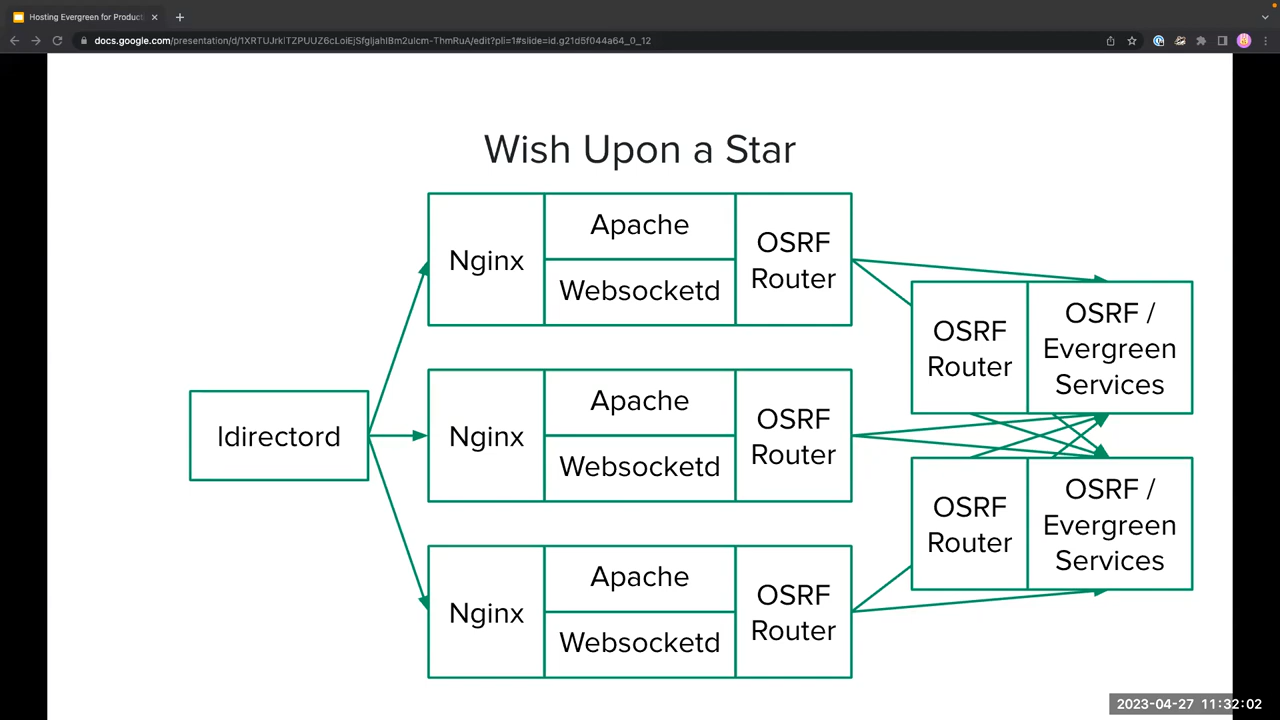 Hosting Evergreen for Produc
docs.google.com/presentation/d/1XRTUJrkITZPUUZ6cLoiEjSfgIjahIBm2uIcm-ThmRuA/edit?pli=1#slide=id.g21d5f044a64_0_12
Wish Upon a Star
ldirectord
Nginx
Apache
Websocketd
OSRF
Router
Nginx
Apache
Websocketd
OSRF
Router
Nginx
Apache
Websocketd
OSRF
Router
OSRF
Router
OSRF /
Evergreen
Services
OSRF
Router
OSRF /
Evergreen
Services
2023-04-27 11:32:02